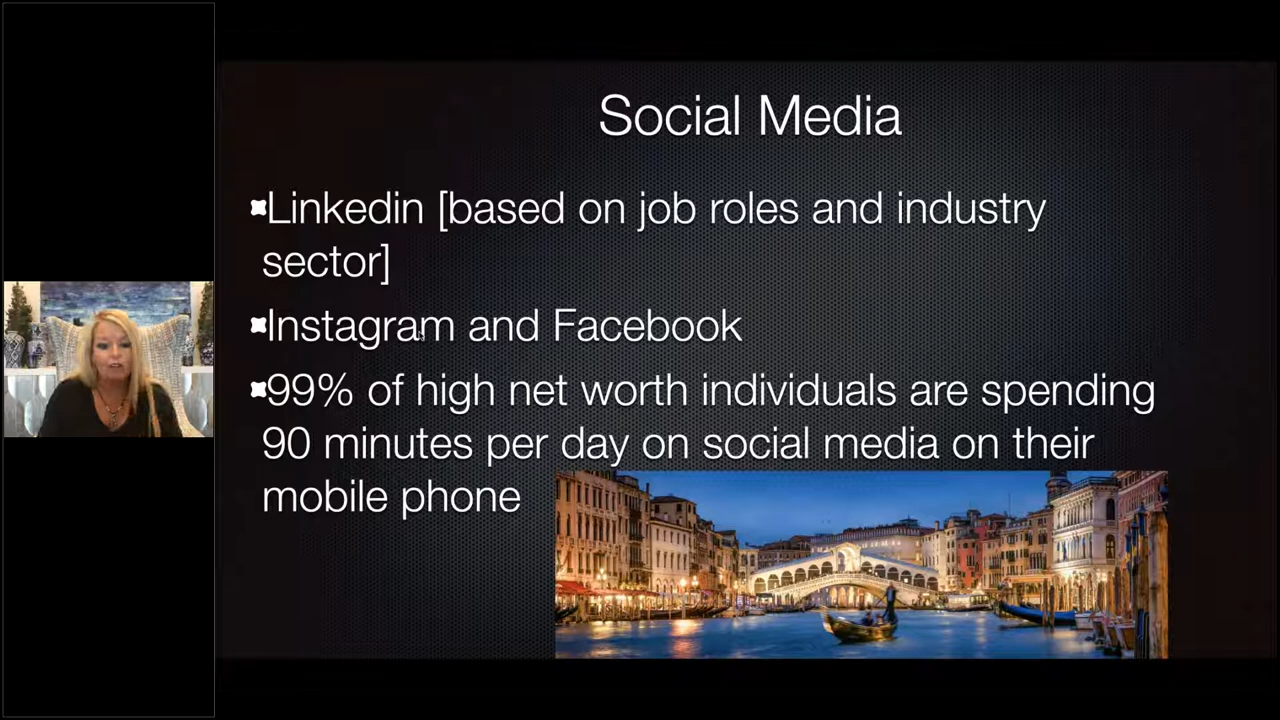 Social Media
Linkedin [based on job roles and industry
sector]
Instagram and Facebook
99% of high net worth individuals are spending
90 minutes per day on social media on their
mobile phone